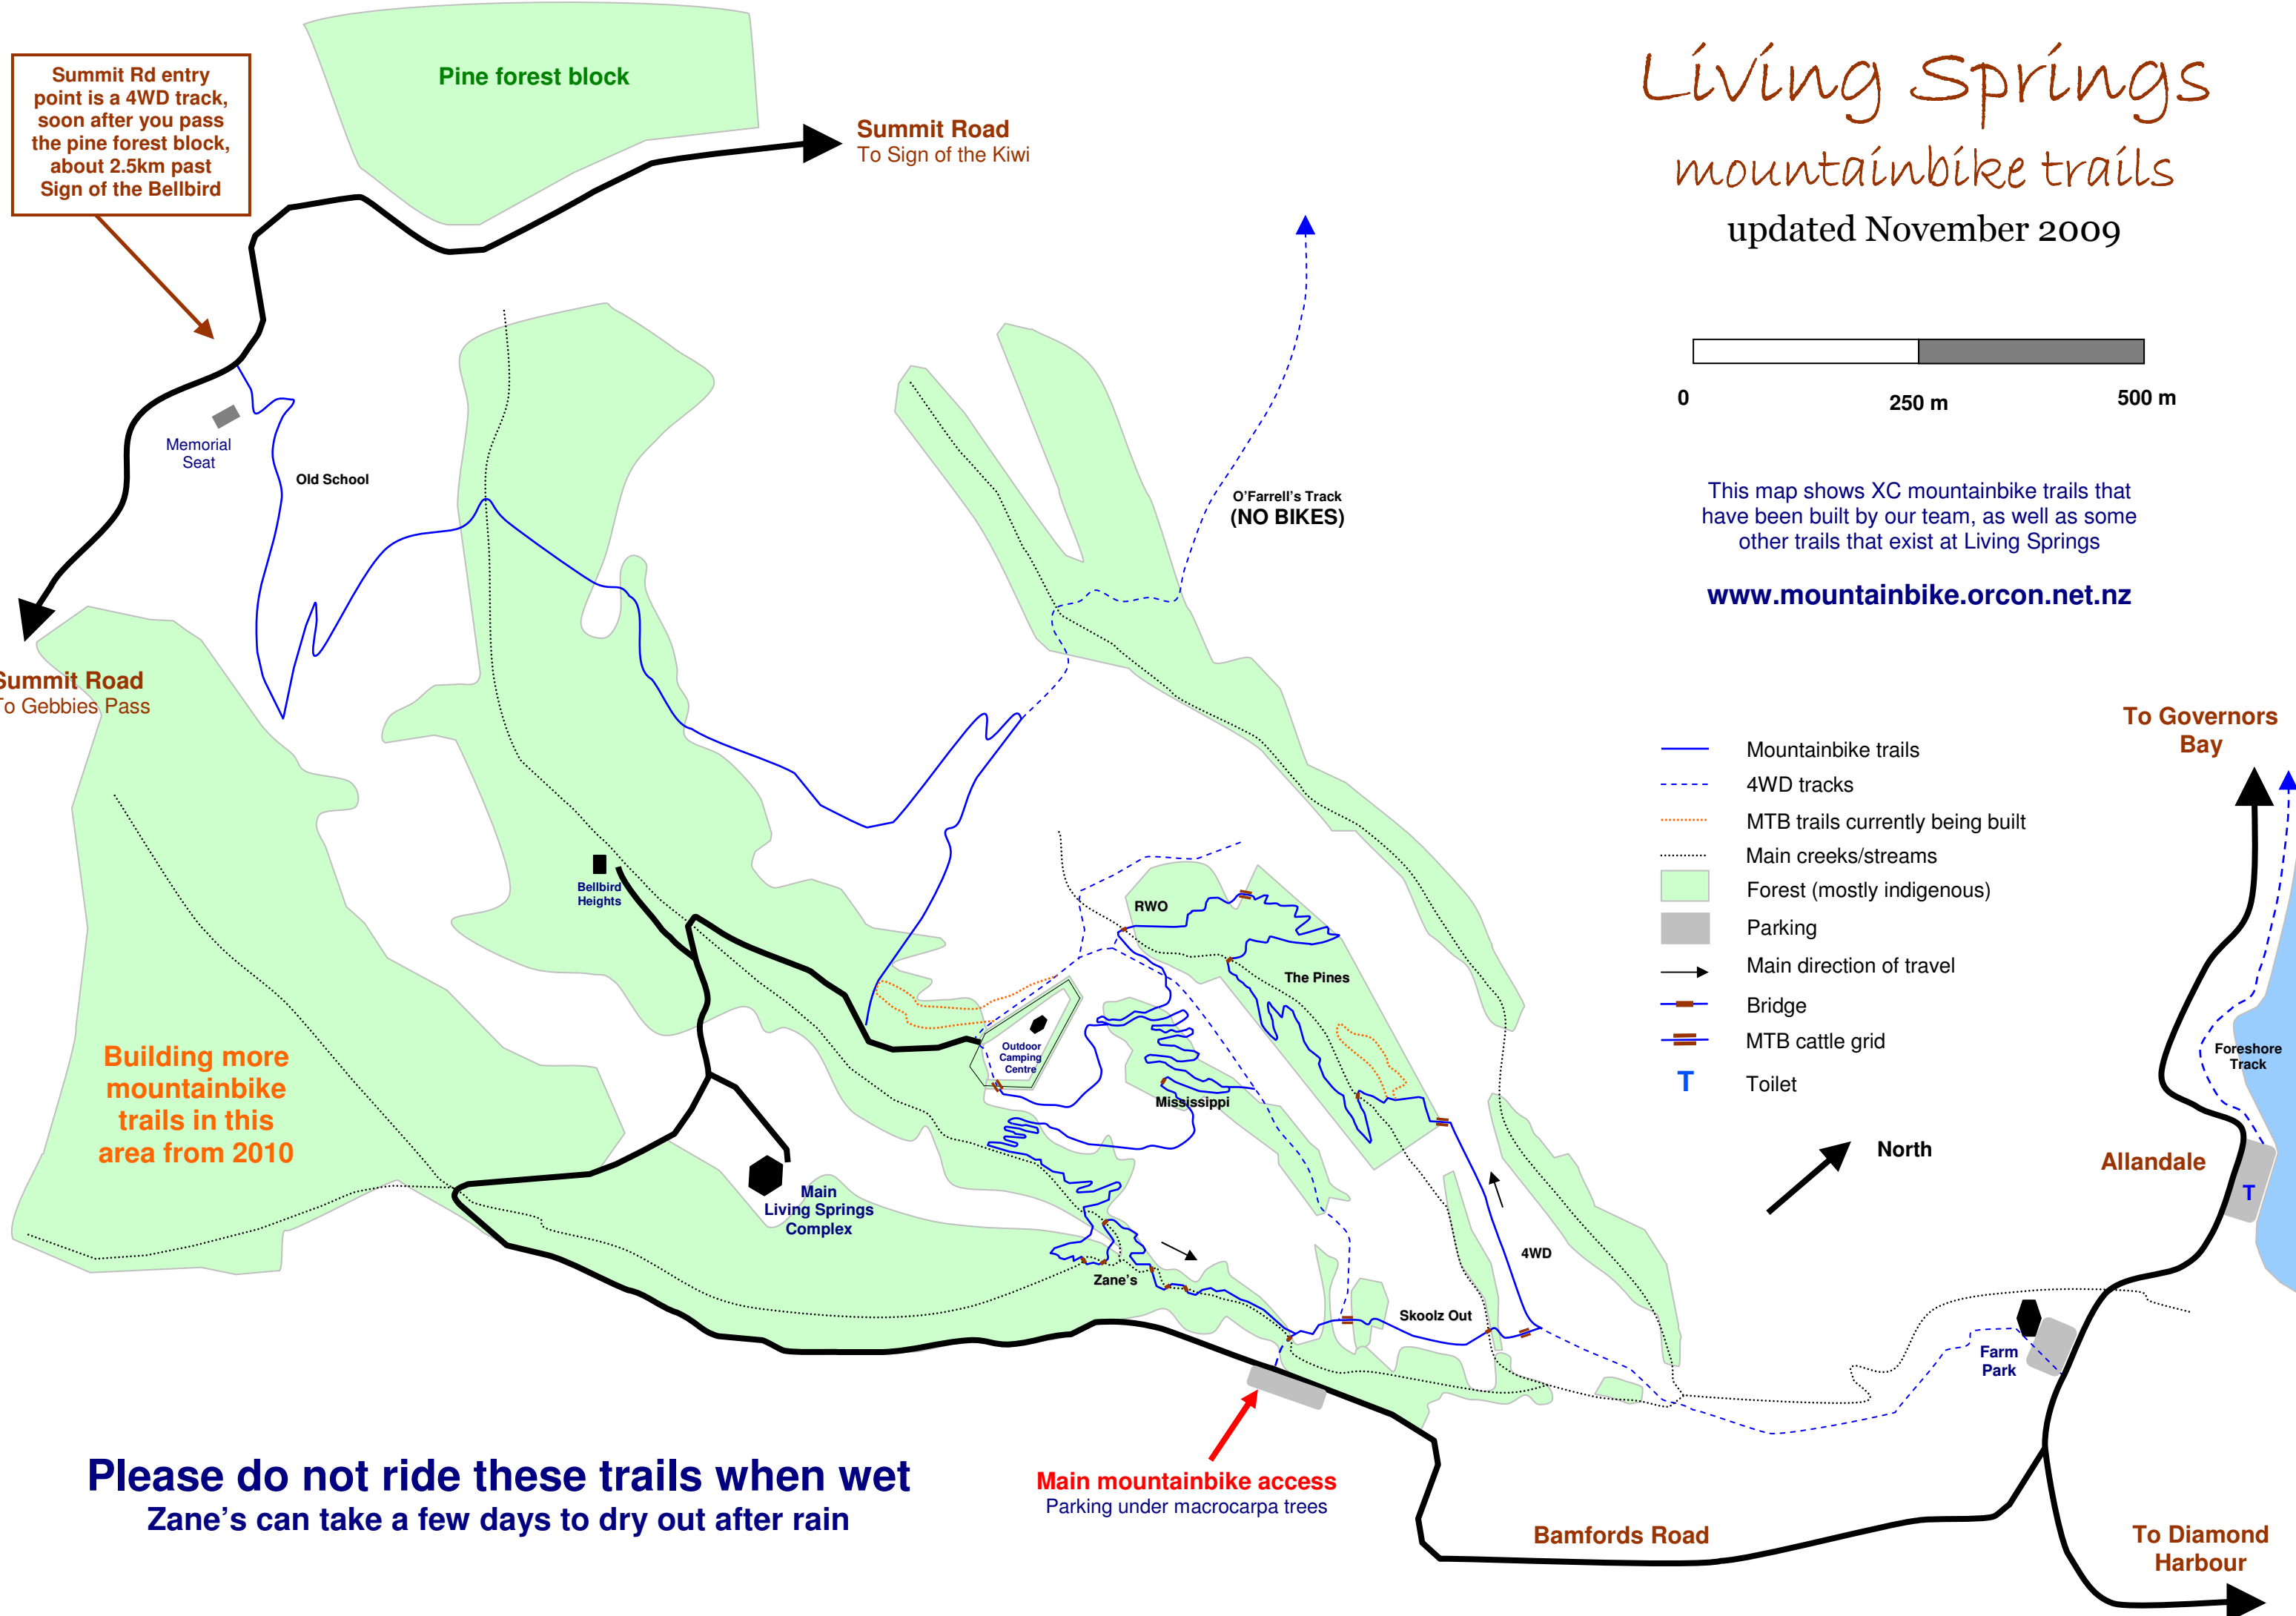 Living Springs
mountainbike trails
updated November 2009
Summit Rd entry
point is a 4WD track,
soon after you pass
the pine forest block,
about 2.5km past
Sign of the Bellbird
Pine forest block
Summit Road
To Sign of the Kiwi
0
250 m
500 m
Memorial
Seat
Old School
O'Farrell's Track
(NO BIKES)
This map shows XC mountainbike trails that
have been built by our team, as well as some
other trails that exist at Living Springs
www.mountainbike.orcon.net.nz
Summit Road
To Gebbies Pass
To Governors
Bay
Mountainbike trails
4WD tracks
MTB trails currently being built
Main creeks/streams
Forest (mostly indigenous)
Parking
Main direction of travel
Bridge
MTB cattle grid
T
Toilet
Bellbird
Heights
RWO
The Pines
Outdoor
Camping
Centre
Mississippi
Foreshore
Track
Building more
mountainbike
trails in this
area from 2010
North
Allandale
T
Main
Living Springs
Complex
Zane's
4WD
Skoolz Out
Farm
Park
Please do not ride these trails when wet
Zane's can take a few days to dry out after rain
Main mountainbike access
Parking under macrocarpa trees
Bamfords Road
To Diamond
Harbour